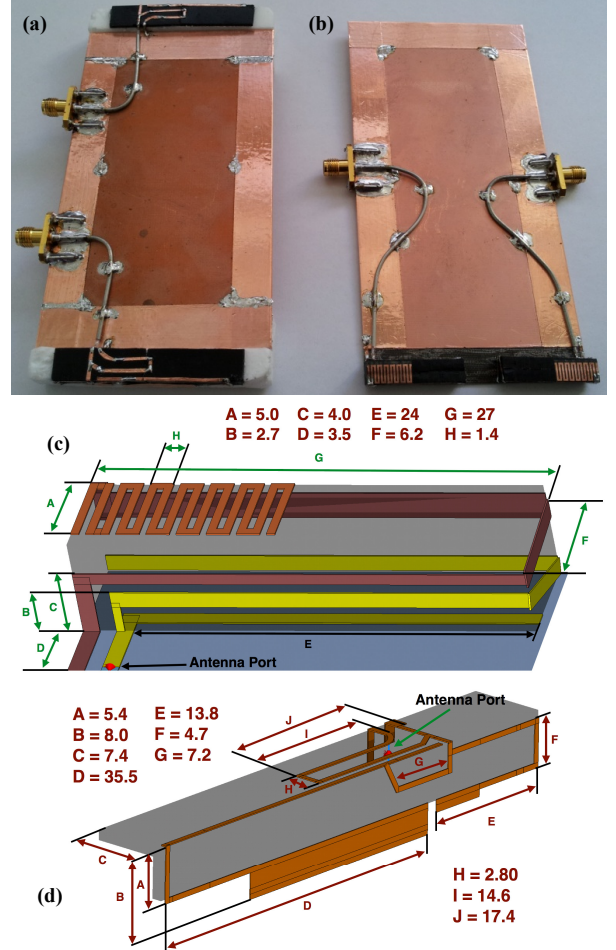 (a)
(b)
A = 5.0 C = 4.0 E = 24 G = 27
B = 2.7 D = 3.5 F = 6.2 H = 1.4
(c)
H
G
A
F
C
B
E
D
Antenna Port
A = 5.4 E = 13.8
B = 8.0 F = 4.7
C = 7.4 G = 7.2
D = 35.5
Antenna Port
J
I
F
G
H
E
C
A
B
D
H = 2.80
I = 14.6
J = 17.4
(d)